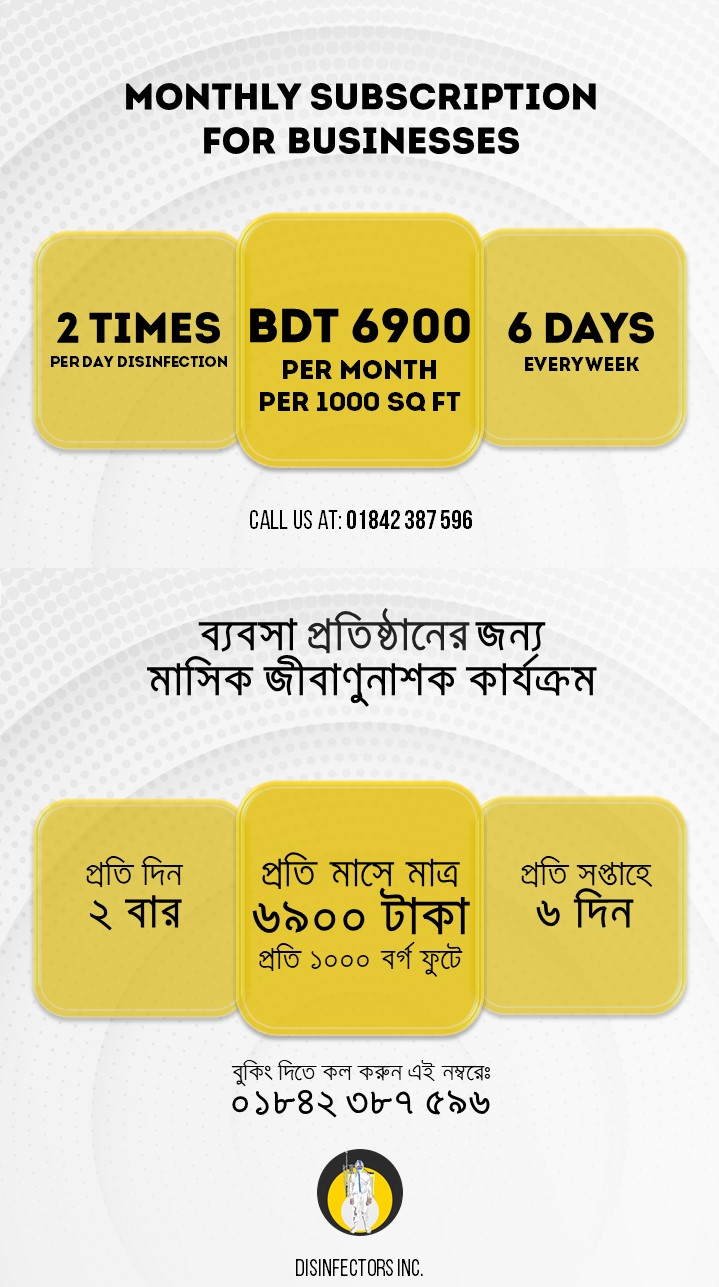 MONTHLY SUBSCRIPTION
FOR BUSINESSES
2 TIMES
PER DAY DISINFECTION
BDT 6900
PER MONTH
PER 1000 SQ FT
6 DAYS
EVERYWEEK
CALL US AT: 01842 387 596
ব্যবসা প্রতিষ্ঠানের জন্য
মাসিক জীবাণুনাশক কার্যক্রম
প্রতি দিন
২ বার
প্রতি মাসে মাত্র
৬৯০০ টাকা
প্রতি ১০০০ বর্গ ফুটে
প্রতি সপ্তাহে
৬ দিন
বুকিং দিতে কল করুন এই নম্বরেঃ
০১৮৪২ ৩৮৭ ৫৯৬
DISINFECTORS INC.